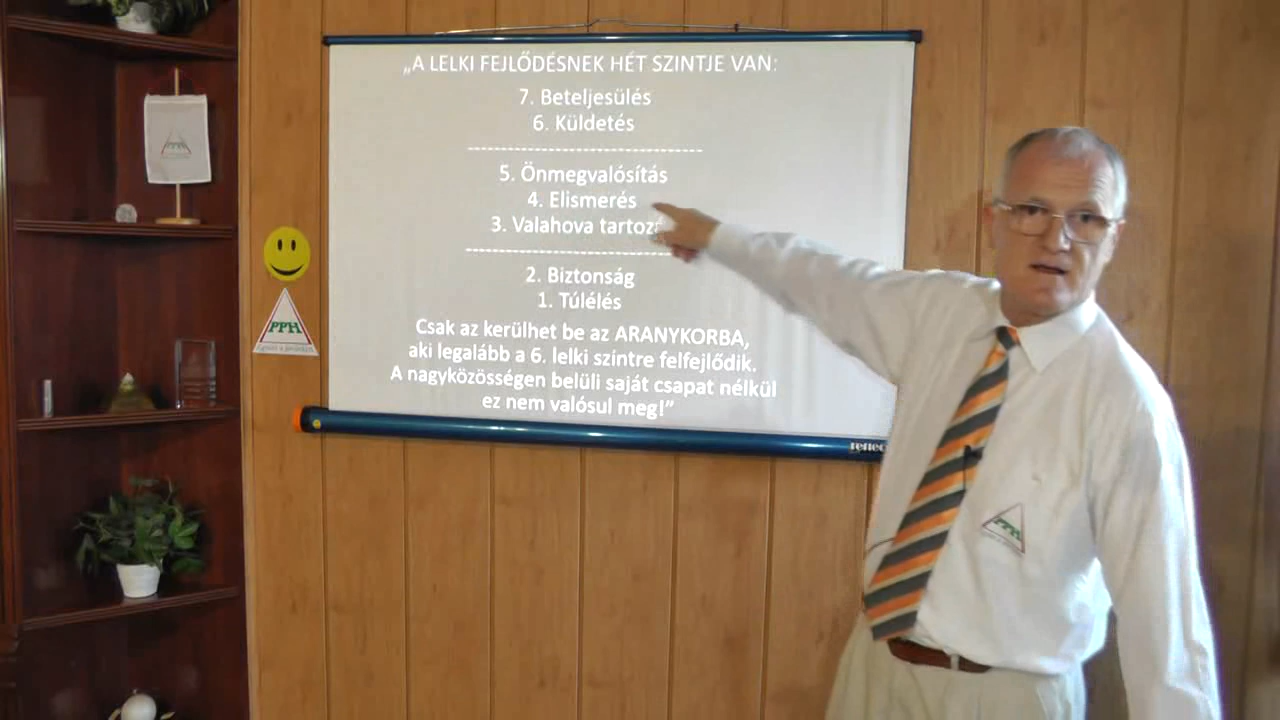 „A LELKI FEJLŐDÉSNEK HÉT SZINTJE VAN:
7. Beteljesülés
6. Küldetés
------------------------------
5. Önmegvalósítás
4. Elismerés
3. Valahova
------------------------------
2. Biztonság
1. Túlélés
Csak az kerülhet be az ARANYKORBA,
aki legalább a 6. lelki szintre felfejlődik.
A nagyközösségen belüli saját csapat nélkül
ez nem valósul meg!”
PPH
PPH